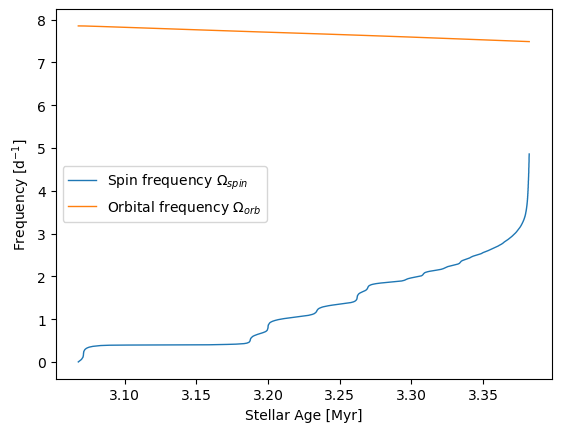 8
7
6
5
4
3
2
1
0
Frequency [d⁻¹]
Spin frequency Ωspin
Orbital frequency Ωorb
3.10 3.15 3.20 3.25 3.30 3.35
Stellar Age [Myr]